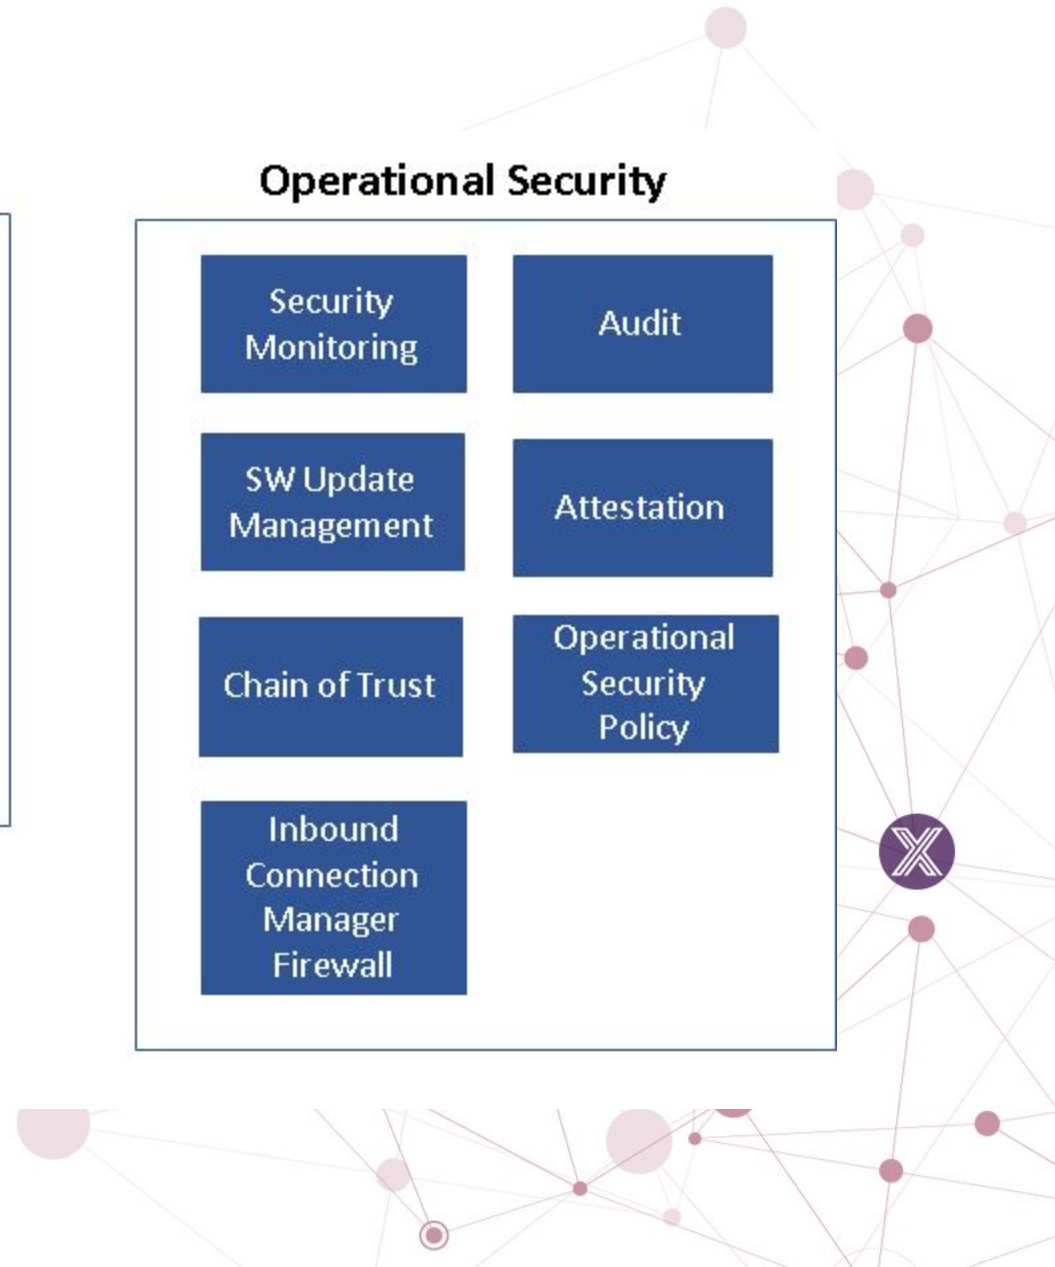 Operational Security
Security
Monitoring
Audit
SW Update
Management
Attestation
Chain of Trust
Operational
Security
Policy
Inbound
Connection
Manager
Firewall